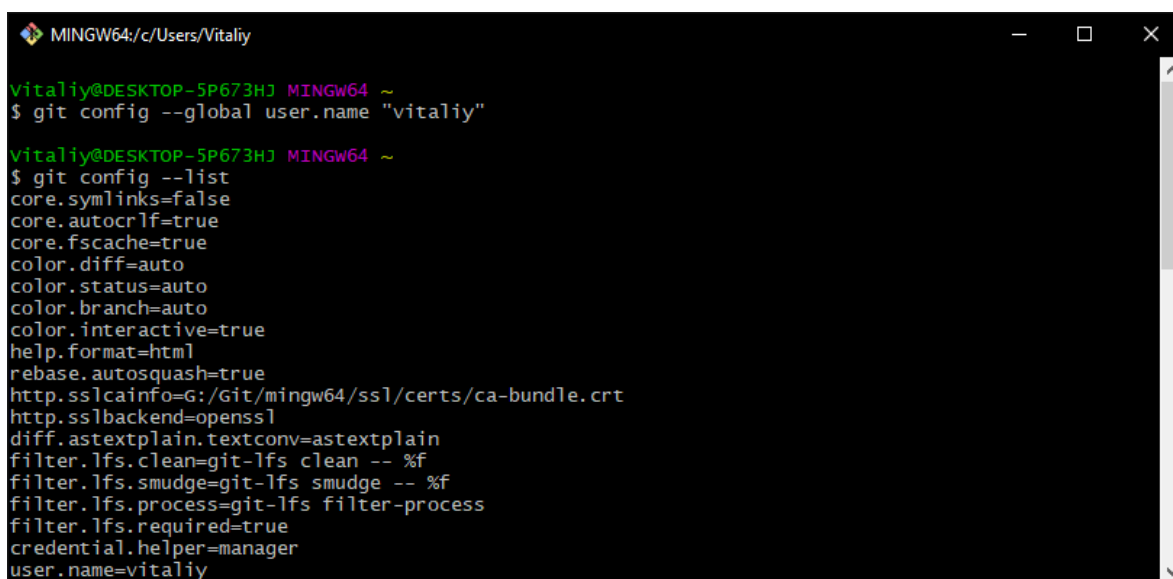 MINGW64:/c/Users/Vitaliy
Vitaliy@DESKTOP-5P673HJ MINGW64 ~
$ git config --global user.name "vitaliy"
Vitaliy@DESKTOP-5P673HJ MINGW64 ~
$ git config --list
core.symlinks=false
core.autocrlf=true
core.fscache=true
color.diff=auto
color.status=auto
color.branch=auto
color.interactive=true
help.format=html
rebase.autosquash=true
http.sslcainfo=G:/Git/mingw64/ssl/certs/ca-bundle.crt
http.sslbackend=openssl
diff.astextplain.textconv=astextplain
filter.lfs.clean=git-lfs clean -- %f
filter.lfs.smudge=git-lfs smudge -- %f
filter.lfs.process=git-lfs filter-process
filter.lfs.required=true
credential.helper=manager
user.name=vitaliy